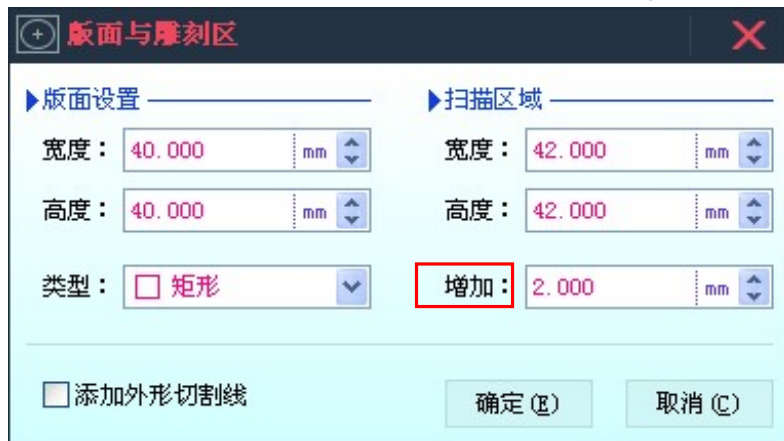 版面与雕刻区
版面设置
扫描区域
宽度：40.000 mm
宽度：42.000 mm
高度：40.000 mm
高度：42.000 mm
类型：矩形
增加：2.000 mm
添加外形切割线
确定(E)
取消(C)